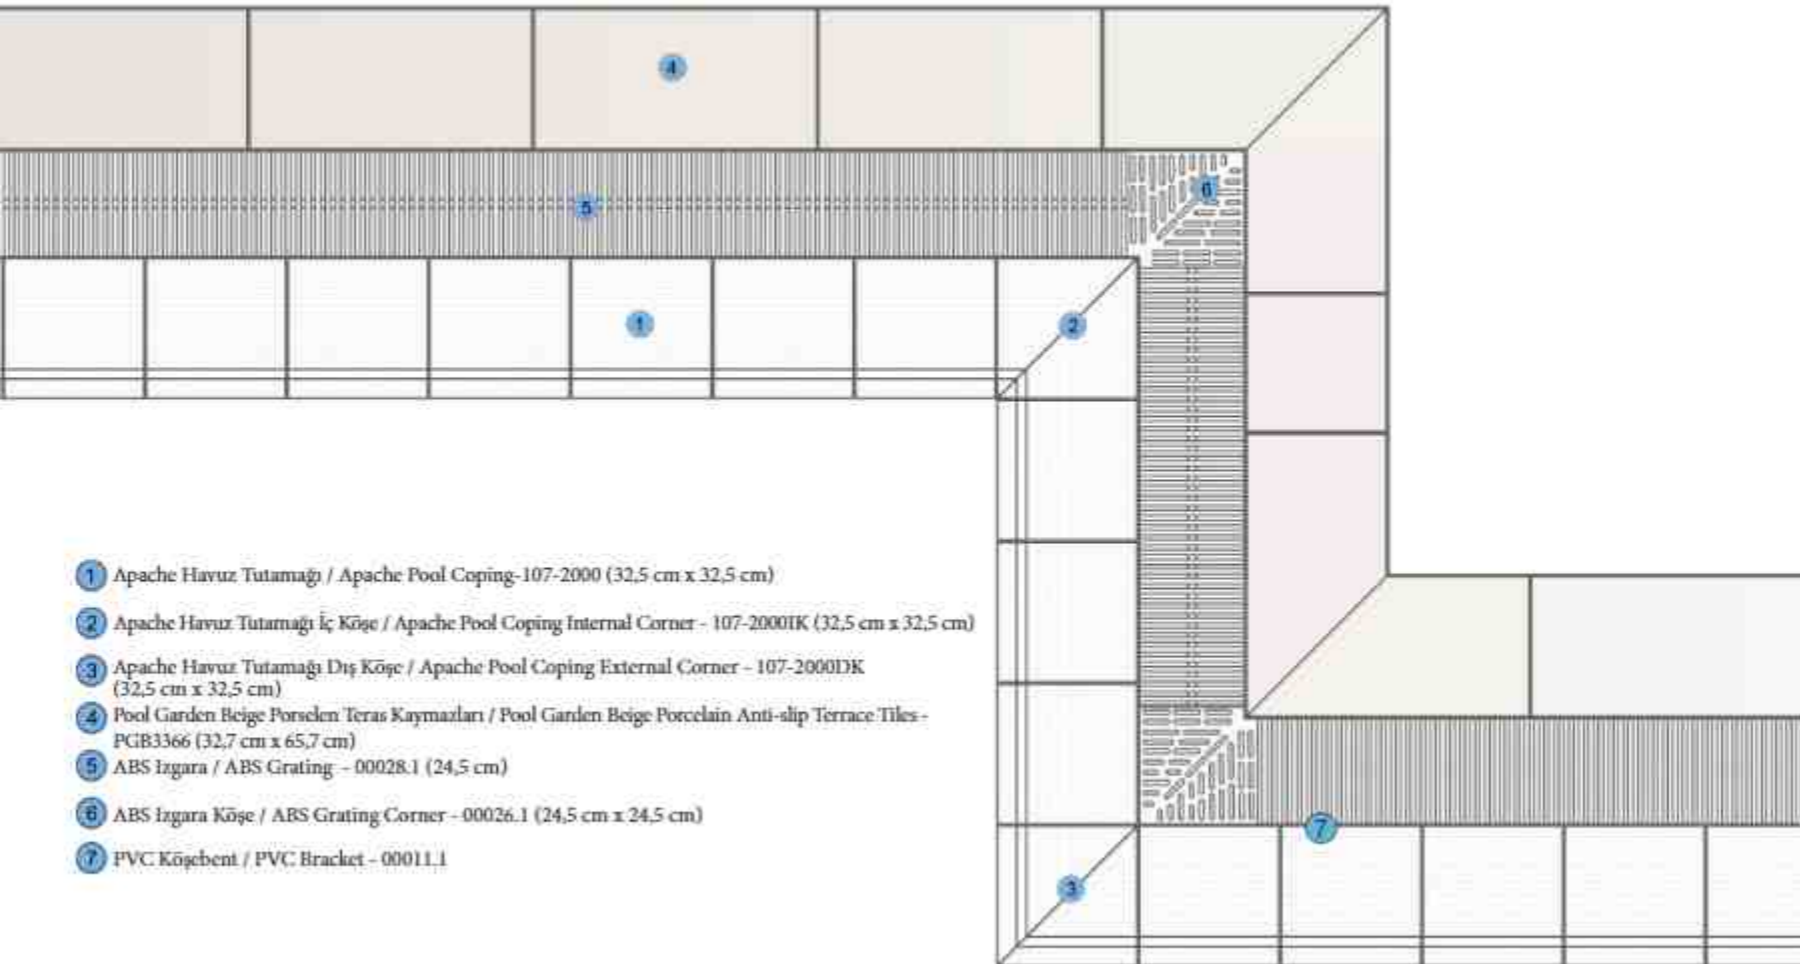 4
5
6
1
2
1 Apache Havuz Tutamağı / Apache Pool Coping-107-2000 (32,5 cm x 32,5 cm)
2 Apache Havuz Tutamağı İç Köşe / Apache Pool Coping Internal Corner - 107-2000IK (32,5 cm x 32,5 cm)
3 Apache Havuz Tutamağı Dış Köşe / Apache Pool Coping External Corner - 107-2000DK
(32,5 cm x 32,5 cm)
4 Pool Garden Beige Porselen Teras Kaymazları / Pool Garden Beige Porcelain Anti-slip Terrace Tiles -
PGB3366 (32,7 cm x 65,7 cm)
5 ABS Izgara / ABS Grating - 00028.1 (24,5 cm)
6 ABS Izgara Köşe / ABS Grating Corner - 00026.1 (24,5 cm x 24,5 cm)
7 PVC Köşebent / PVC Bracket - 00011.1
7
3